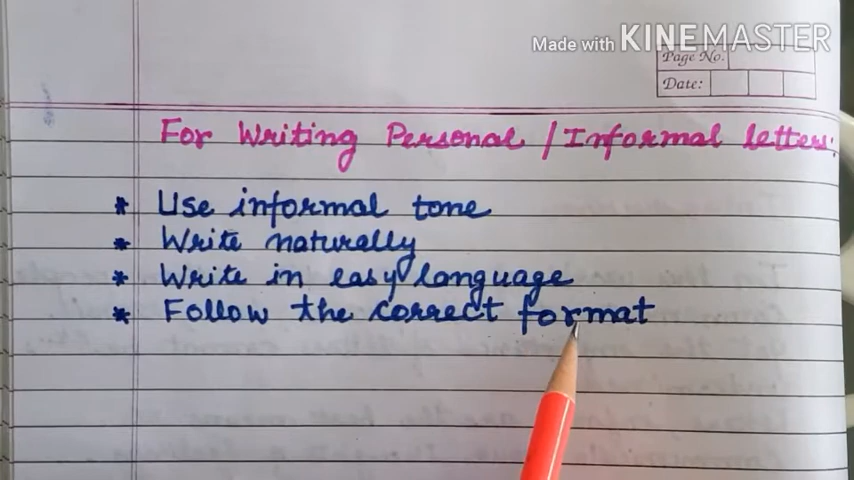 Made with KINEMASTER
Page No.
Date:
For Writing Personal / Informal letters:
* Use informal tone
* Write naturally
* Write in easy language
* Follow the correct format